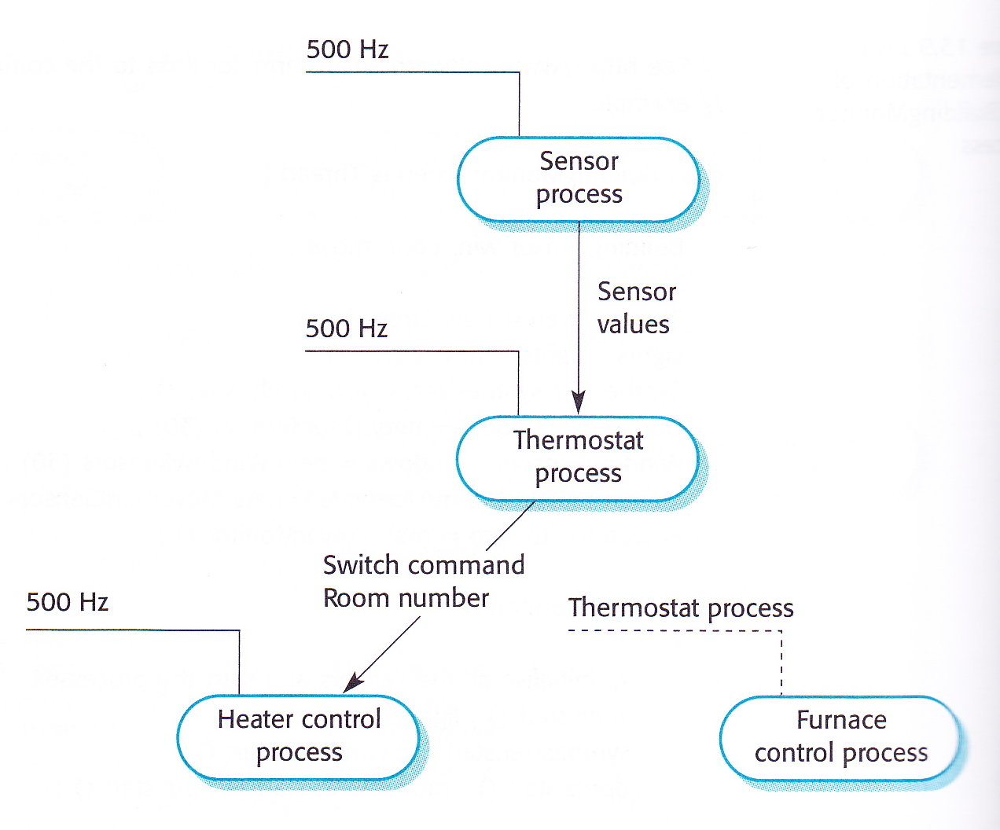 500 Hz
Sensor
process
Sensor
values
500 Hz
Thermostat
process
Switch command
Room number
500 Hz
Thermostat process
Heater control
process
Furnace
control process